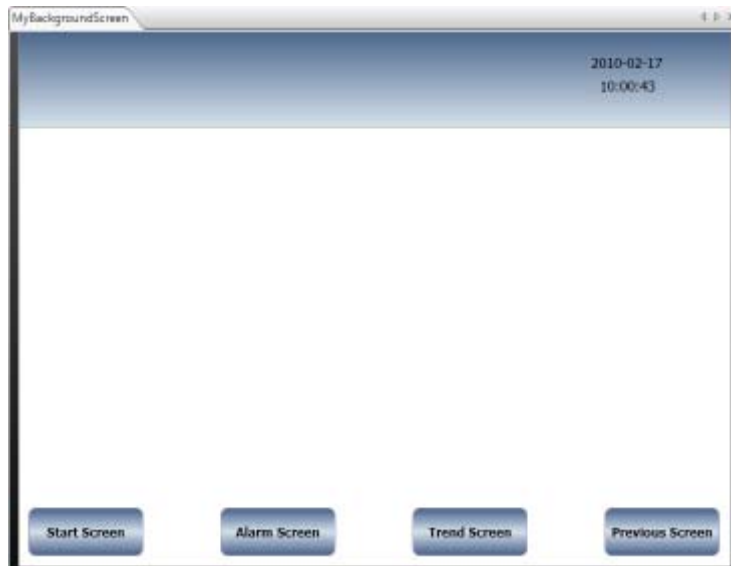 MyBackgroundScreen
2010-02-17
10:00:43
Start Screen
Alarm Screen
Trend Screen
Previous Screen